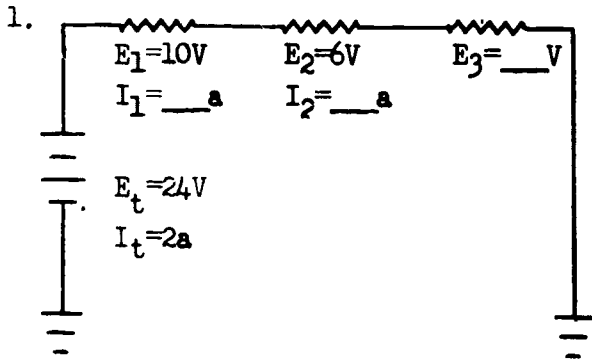 1.
E₁=10V E₂=6V E₃=___V
I₁=___a I₂=___a
Eₜ=24V
Iₜ=2a